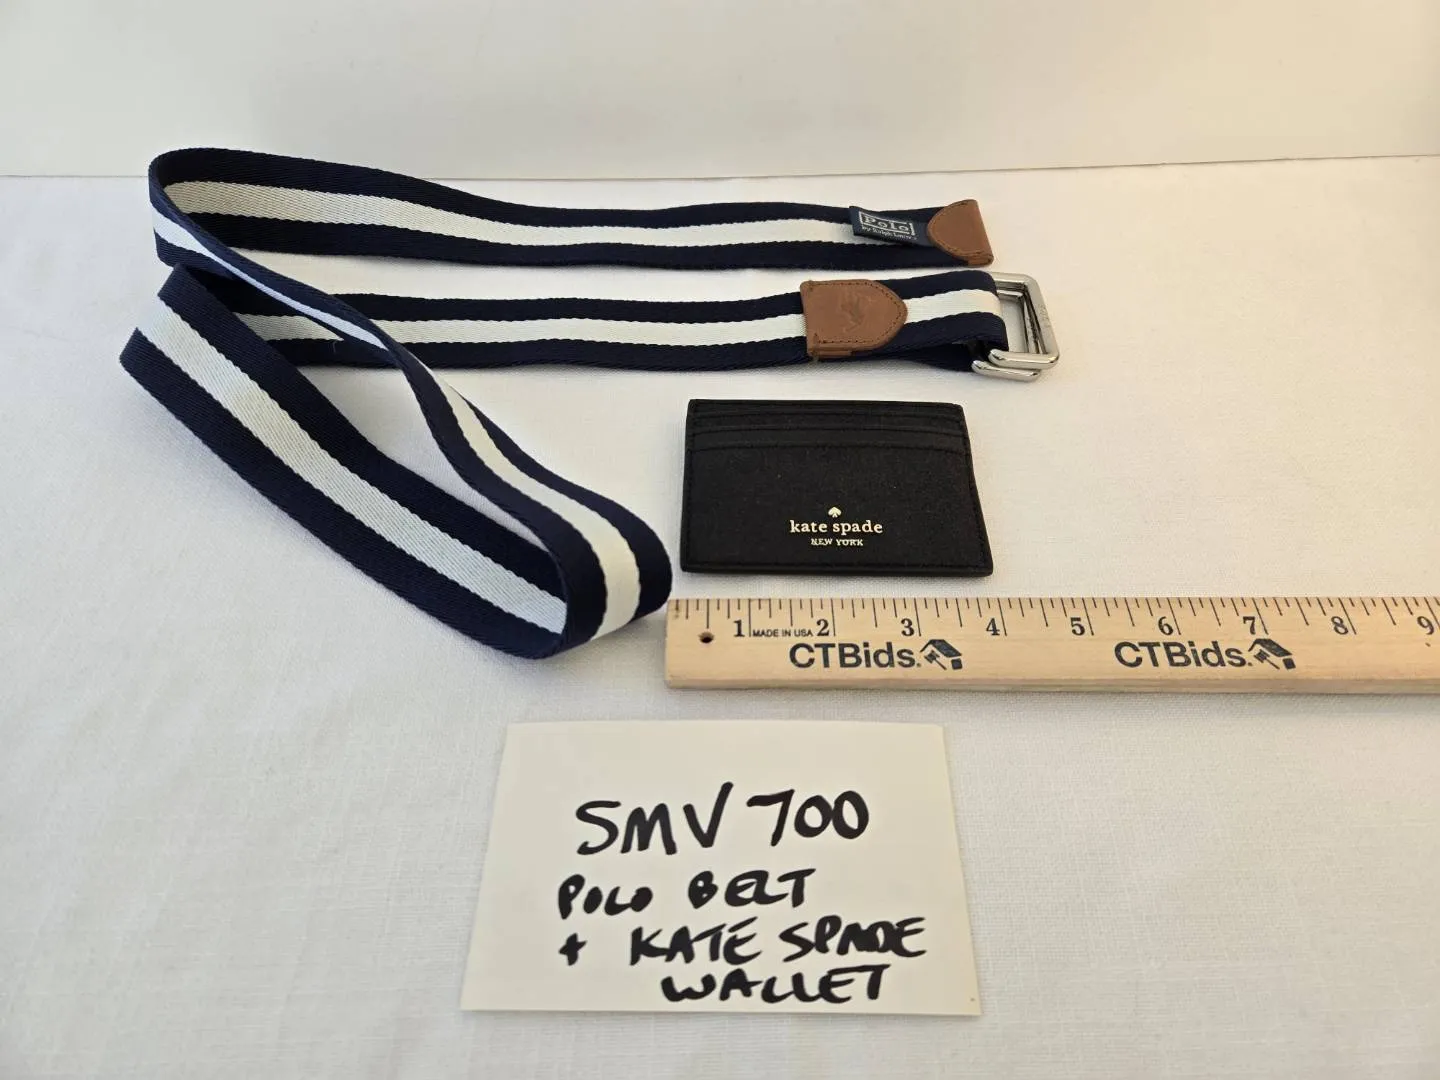 Polo
by Ralph Lauren
kate spade
NEW YORK
1 MADE IN USA 2 3 4 5 6 7 8 9
CTBids. CTBids.
SMV 700
POLO BELT
+ KATE SPADE
WALLET